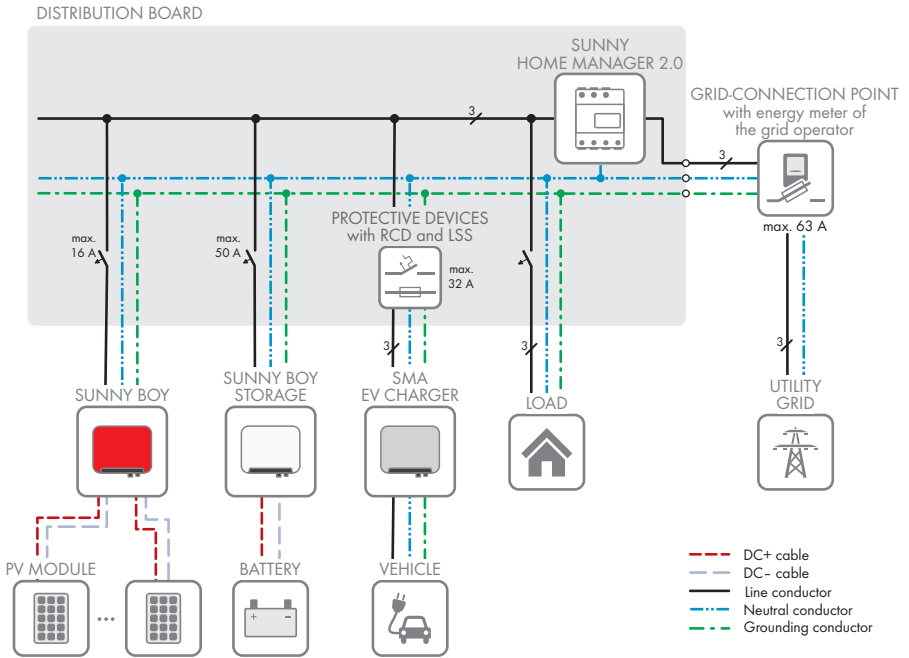 DISTRIBUTION BOARD
SUNNY
HOME MANAGER 2.0
GRID-CONNECTION POINT
with energy meter of
the grid operator
3
3
max.
16 A
max.
50 A
PROTECTIVE DEVICES
with RCD and LSS
max.
32 A
max. 63 A
3
3
3
SUNNY BOY
SUNNY BOY
STORAGE
SMA
EV CHARGER
LOAD
UTILITY
GRID
PV MODULE
...
BATTERY
+ −
VEHICLE
DC+ cable
DC− cable
Line conductor
Neutral conductor
Grounding conductor